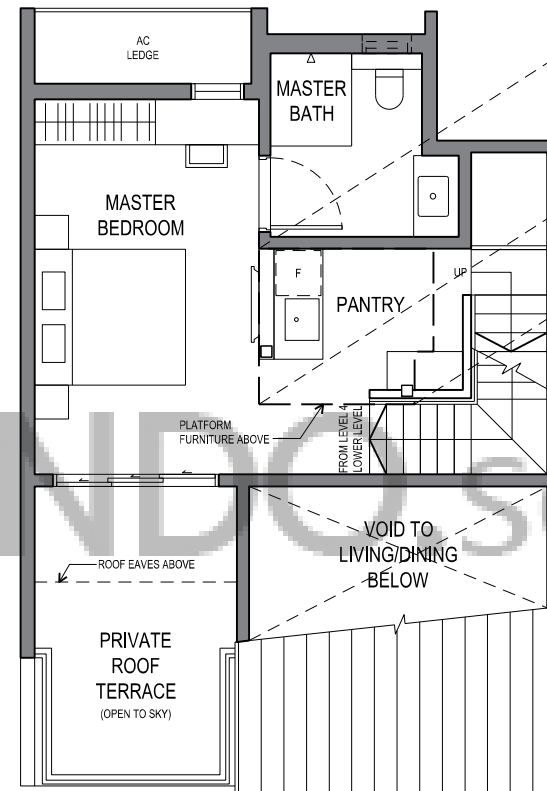 AC
LEDGE
MASTER
BATH
MASTER
BEDROOM
F
UP
PANTRY
PLATFORM
FURNITURE ABOVE
FROM LEVEL 4
LOWER LEVEL
VOID TO
LIVING/DINING
BELOW
ROOF EAVES ABOVE
PRIVATE
ROOF
TERRACE
(OPEN TO SKY)